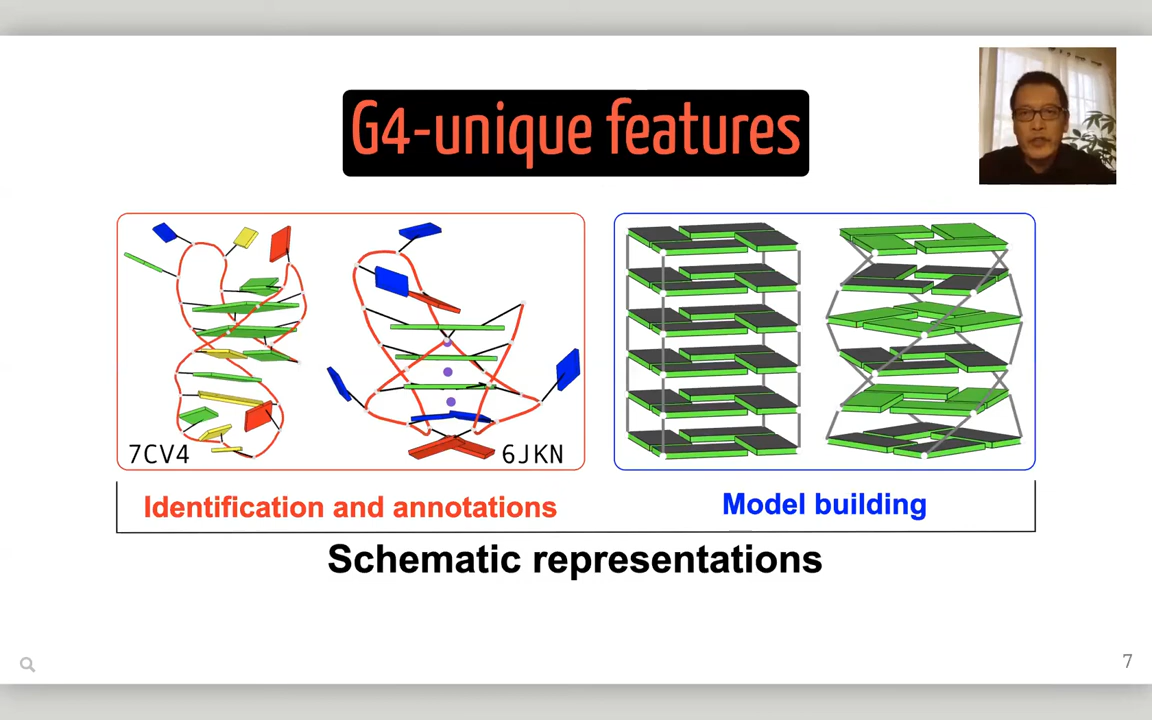 G4-unique features
7CV4
6JKN
Identification and annotations
Model building
Schematic representations
7